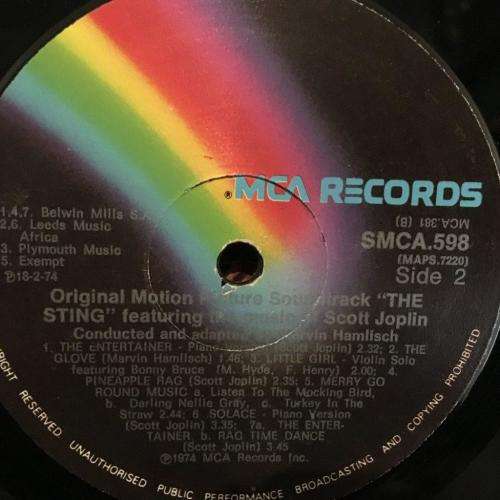 ® MCA RECORDS
1.4.7. Belwin Mills S.A.
2.6. Leeds Music
Africa
3. Plymouth Music
5. Exempt
℗18-2-74
MCA.381 (B)
SMCA.598
(MAPS.7220)
Side 2
Original Motion Picture Soundtrack "THE
STING" featuring the music of Scott Joplin
Conducted and adapted Marvin Hamlisch
1. THE ENTERTAINER - Piano (Scott Joplin) 2.32; 2. THE
GLOVE (Marvin Hamlisch) 1.46; 3. LITTLE GIRL - Violin Solo
featuring Bonny Bruce (M. Hyde, F. Henry) 2.00; 4.
PINEAPPLE RAG (Scott Joplin) 2.35; 5. MERRY GO
ROUND MUSIC a. Listen To The Mocking Bird,
b. Darling Nellie Gray, c. Turkey In The
Straw 2.44; 6. SOLACE - Piano Version
(Scott Joplin) 3.35; 7a. THE ENTER-
TAINER, b. RAG TIME DANCE
(Scott Joplin) 3.45
℗1974 MCA Records Inc.
RIGHT RESERVED. UNAUTHORISED PUBLIC PERFORMANCE BROADCASTING AND COPYING PROHIBITED